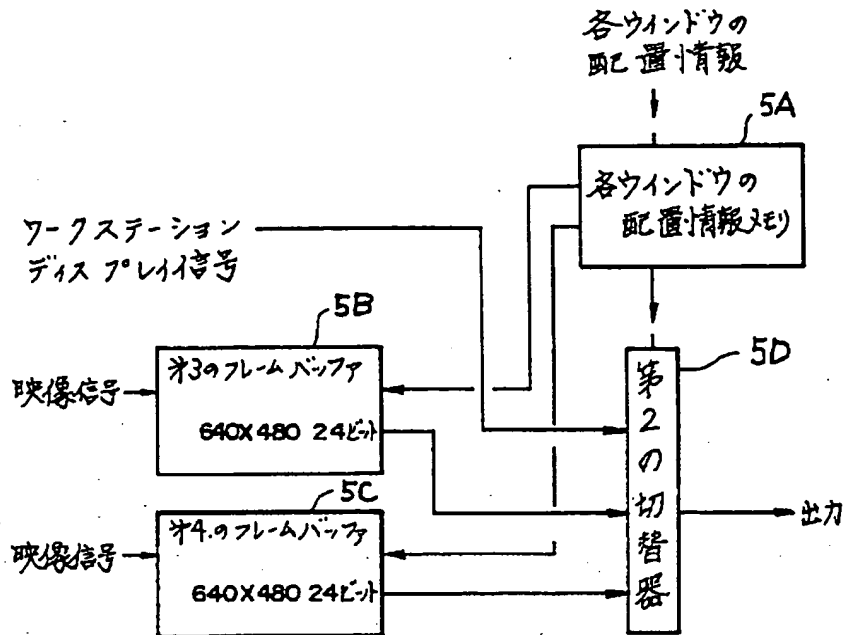 各ウインドウの
配置情報
5A
各ウインドウの
配置情報メモリ
ワークステーション
ディスプレイ信号
5B
映像信号
第3のフレームバッファ
640X480 24ビット
5D
第2の切替器
出力
5C
映像信号
第4.のフレームバッファ
640X480 24ビット